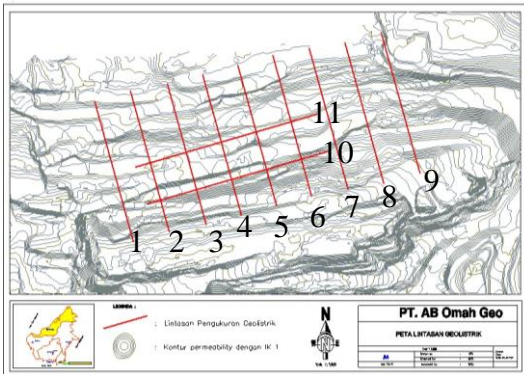 11
10
9
8
7
6
5
4
3
2
1
LEGENDA :
: Lintasan Pengukuran Geolistrik
: Kontur permeability dengan IK 1
N
PT. AB Omah Geo
PETA LINTASAN GEOLISTRIK